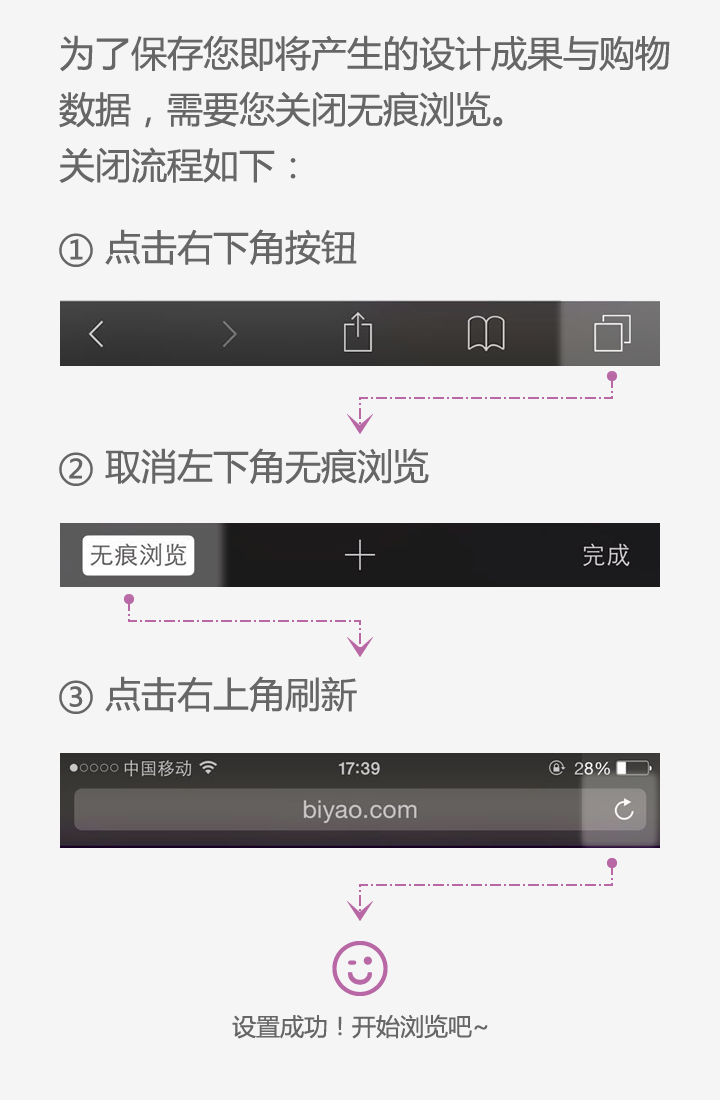 为了保存您即将产生的设计成果与购物
数据，需要您关闭无痕浏览。
关闭流程如下：
① 点击右下角按钮
② 取消左下角无痕浏览
无痕浏览 完成
③ 点击右上角刷新
中国移动 17:39 28%
biyao.com
设置成功！开始浏览吧~